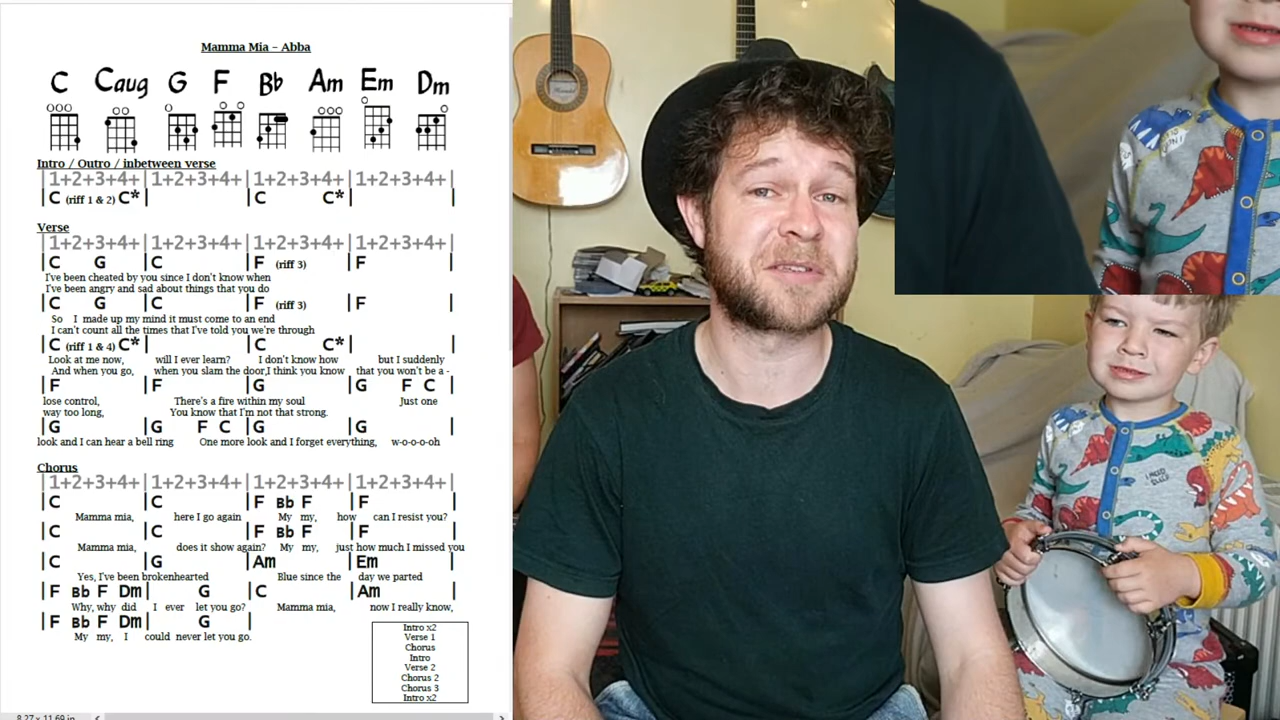 Mamma Mia – Abba
C Caug G F Bb Am Em Dm
Intro / Outro / inbetween verse
|1+2+3+4+|1+2+3+4+|1+2+3+4+|1+2+3+4+|
|C (riff 1 & 2) C*| |C C*| |
Verse
|1+2+3+4+|1+2+3+4+|1+2+3+4+|1+2+3+4+|
|C G |C |F (riff 3) |F |
I've been cheated by you since I don't know when
I've been angry and sad about things that you do
|C G |C |F (riff 3) |F |
So I made up my mind it must come to an end
I can't count all the times that I've told you we're through
|C (riff 1 & 4) C*| |C C*| |
Look at me now, will I ever learn? I don't know how but I suddenly
And when you go, when you slam the door,I think you know that you won't be a -
|F |F |G |G F C |
lose control, There's a fire within my soul Just one
way too long, You know that I'm not that strong.
|G |G F C |G |G |
look and I can hear a bell ring One more look and I forget everything, w-o-o-o-oh
Chorus
|1+2+3+4+|1+2+3+4+|1+2+3+4+|1+2+3+4+|
|C |C |F Bb F |F |
Mamma mia, here I go again My my, how can I resist you?
|C |C |F Bb F |F |
Mamma mia, does it show again? My my, just how much I missed you
|C |G |Am |Em |
Yes, I've been brokenhearted Blue since the day we parted
|F Bb F Dm| G |C |Am |
Why, why did I ever let you go? Mamma mia, now I really know,
|F Bb F Dm| G |
My my, I could never let you go.
Intro x2
Verse 1
Chorus
Intro
Verse 2
Chorus 2
Chorus 3
Intro x2
8.27 x 11.69 in
I NEED
SLEEP